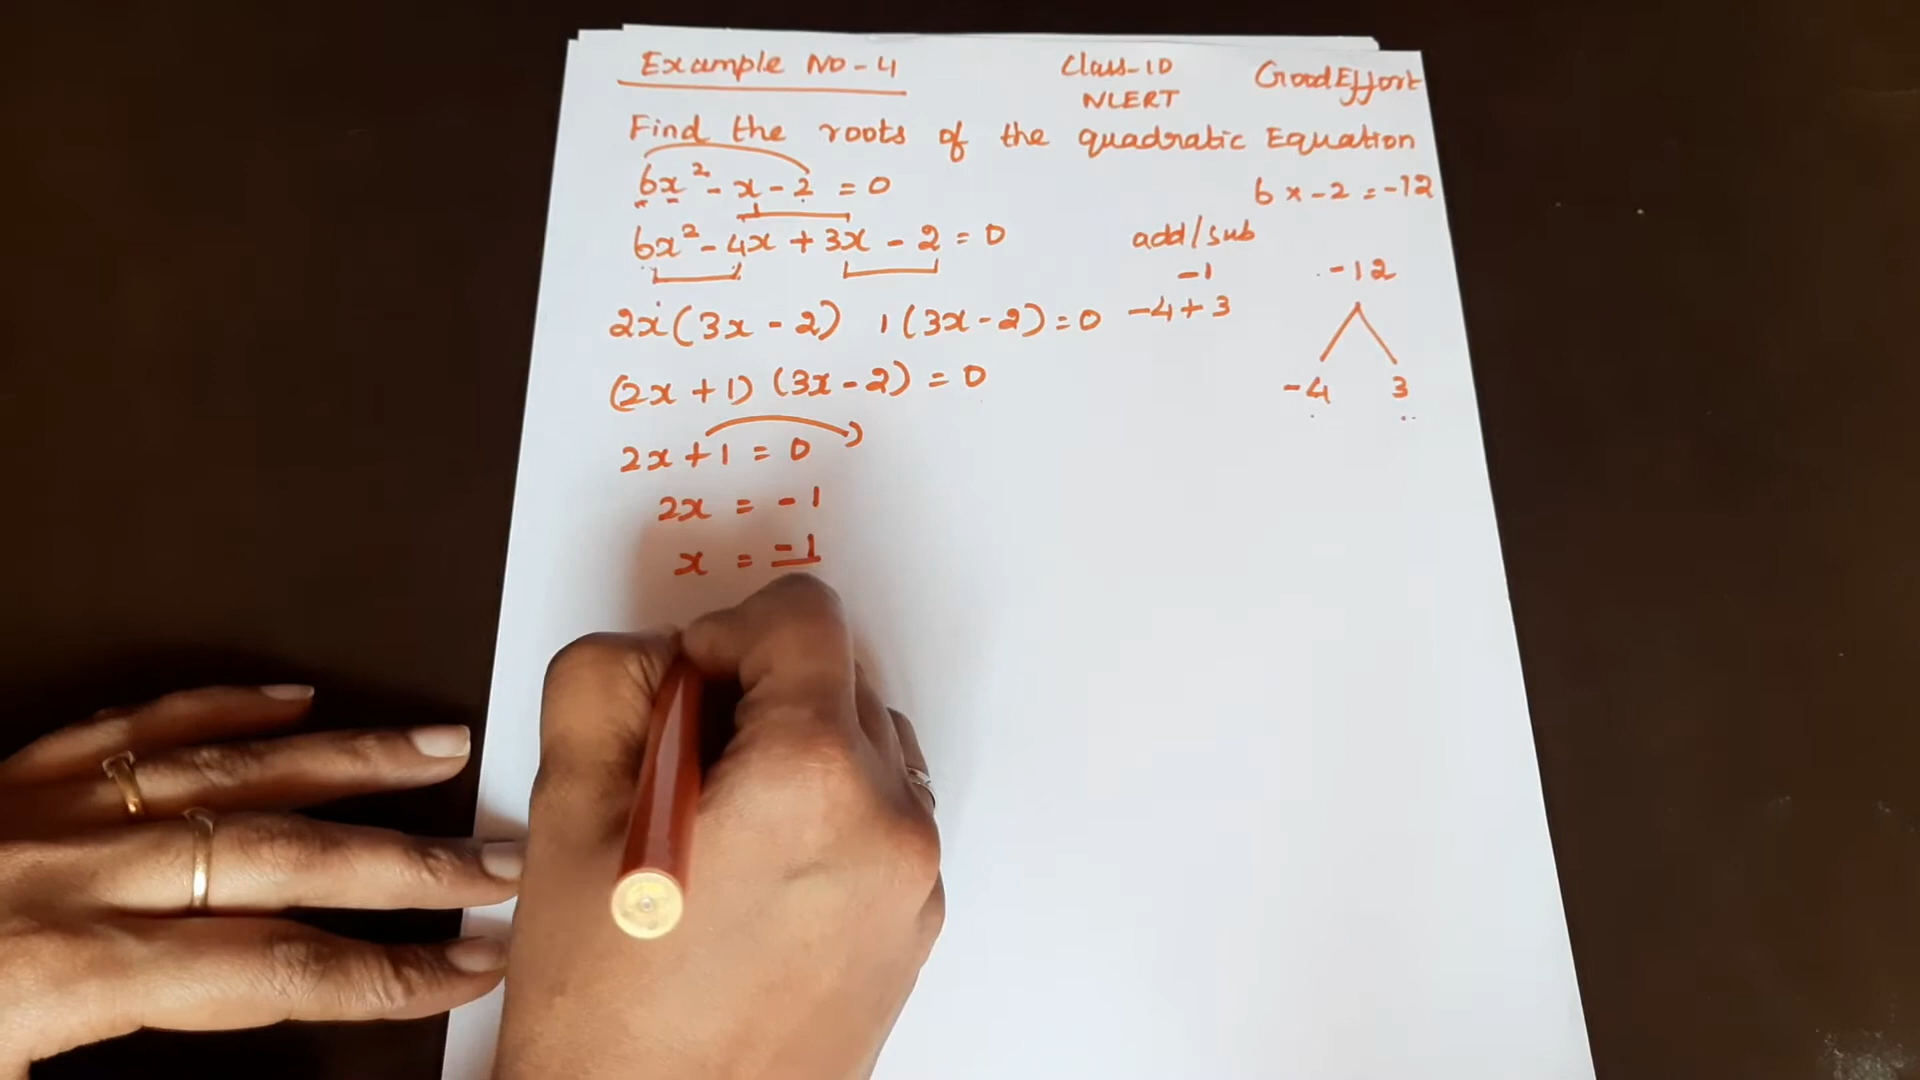 Example No-4
Class-10
NCERT
GoodEffort
Find the roots of the quadratic Equation
6x² - x - 2 = 0
6 x -2 = -12
6x² - 4x + 3x - 2 = 0
add/sub
-1
-12
2x(3x - 2) 1(3x - 2) = 0
-4+3
(2x + 1) (3x - 2) = 0
-4 3
2x + 1 = 0
2x = -1
x = -1